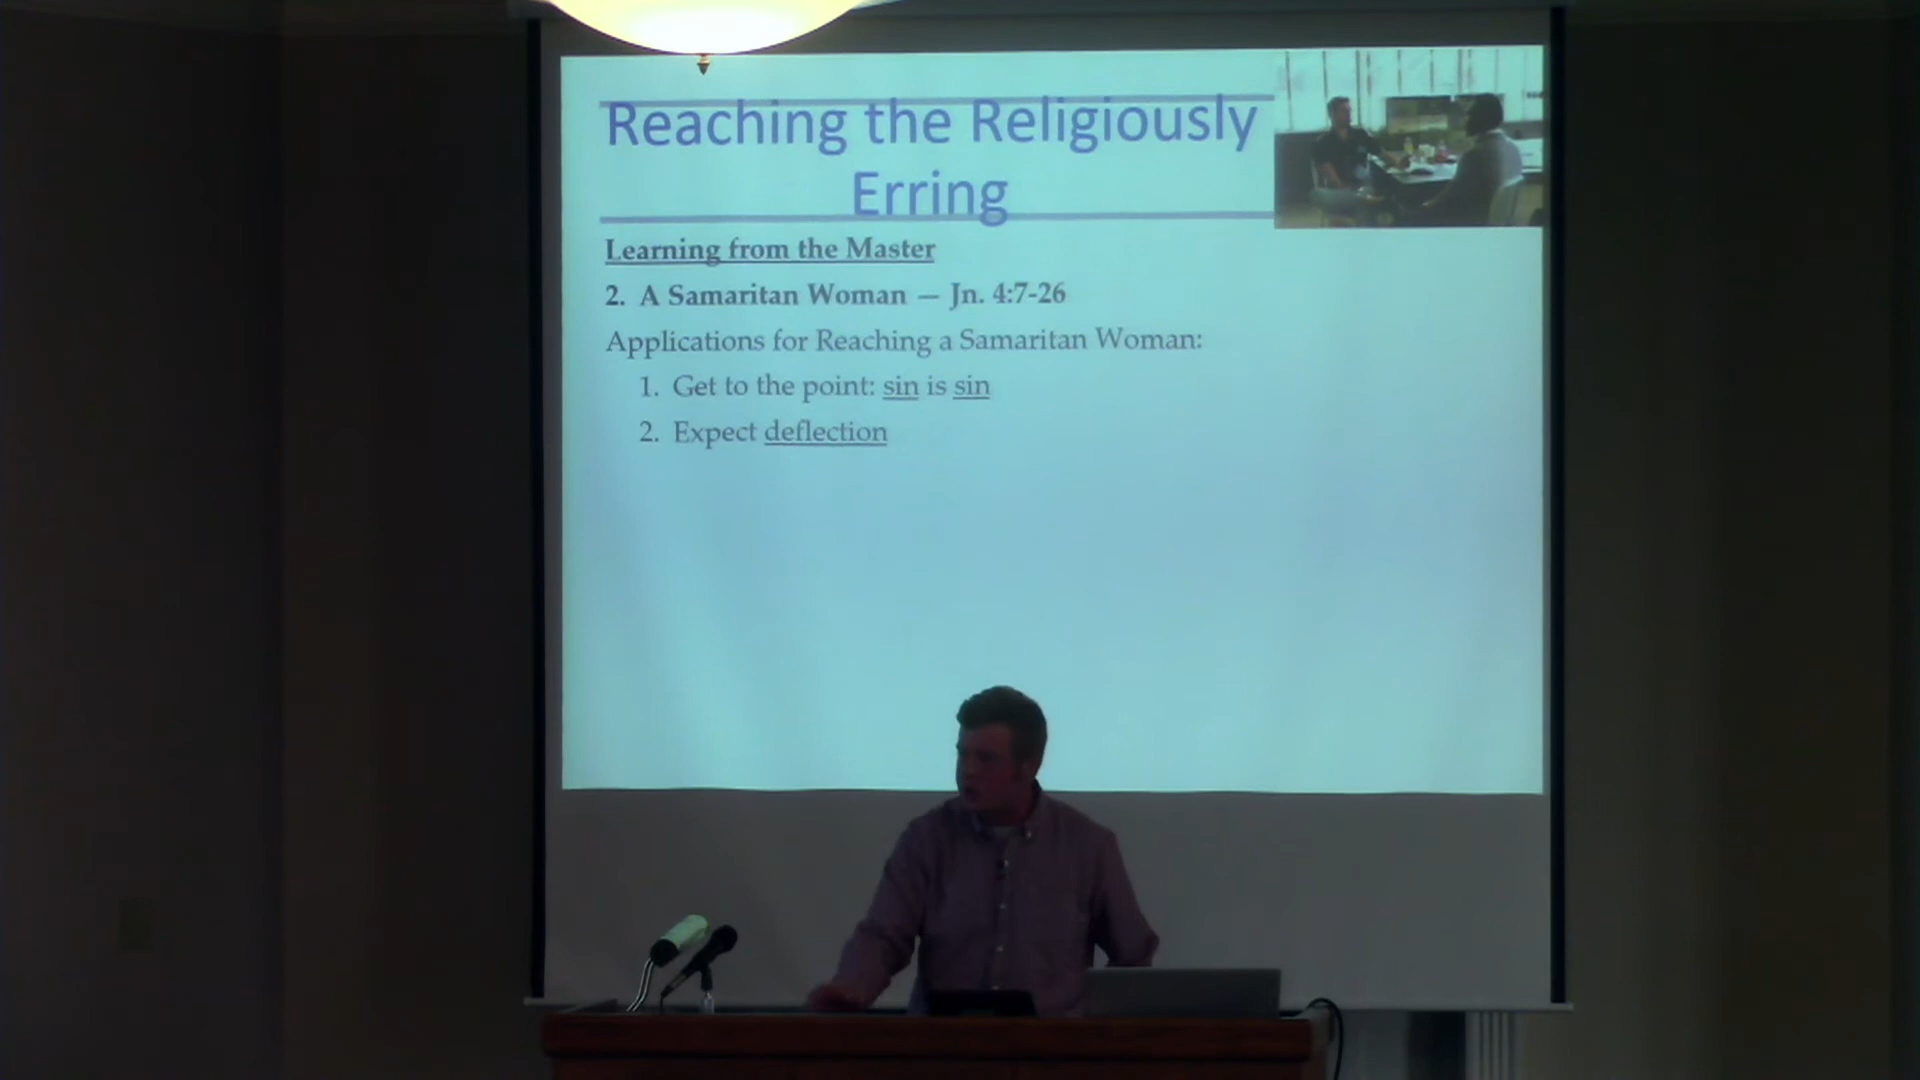 Reaching the Religiously
Erring
Learning from the Master
2. A Samaritan Woman — Jn. 4:7-26
Applications for Reaching a Samaritan Woman:
1. Get to the point: sin is sin
2. Expect deflection